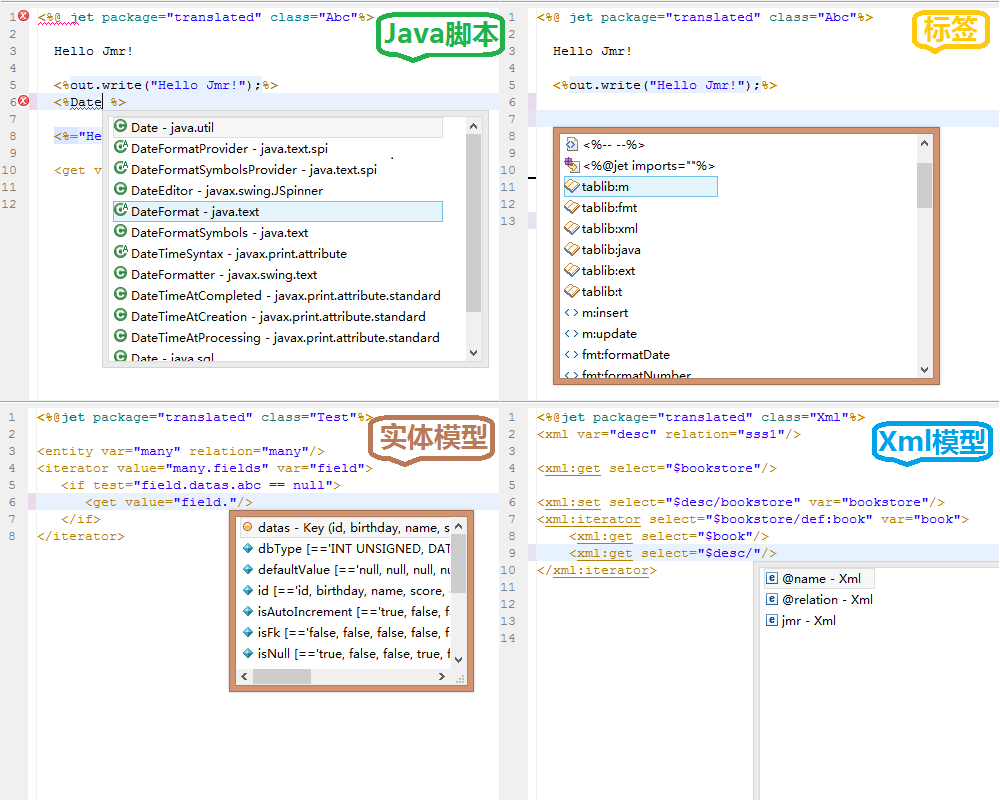 1 <%@ jet package="translated" class="Abc"%>
Java脚本
2
3 Hello Jmr!
4
5 <%out.write("Hello Jmr!");%>
6 <%Date %>
7
8 <%="He
9
10 <get v
11
12
Date - java.util
DateFormatProvider - java.text.spi
DateFormatSymbolsProvider - java.text.spi
DateEditor - javax.swing.JSpinner
DateFormat - java.text
DateFormatSymbols - java.text
DateTimeSyntax - javax.print.attribute
DateFormatter - javax.swing.text
DateTimeAtCompleted - javax.print.attribute.standard
DateTimeAtCreation - javax.print.attribute.standard
DateTimeAtProcessing - javax.print.attribute.standard
Date - java.sql
1 <%@ jet package="translated" class="Abc"%>
标签
2
3 Hello Jmr!
4
5 <%out.write("Hello Jmr!");%>
6
7
8
9
10
11
12
13
<%-- --%>
<%@jet imports=""%>
tablib:m
tablib:fmt
tablib:xml
tablib:java
tablib:ext
tablib:t
<> m:insert
<> m:update
<> fmt:formatDate
<> fmt:formatNumber
1 <%@jet package="translated" class="Test"%>
实体模型
2
3 <entity var="many" relation="many"/>
4 <iterator value="many.fields" var="field">
5 <if test="field.datas.abc == null">
6 <get value="field."/>
7 </if>
8 </iterator>
datas - Key (id, birthday, name, s
dbType [=='INT UNSIGNED, DAT
defaultValue [=='null, null, null, nu
id [=='id, birthday, name, score,
isAutoIncrement [=='true, false, f
isFk [=='false, false, false, false, f
isNull [=='true, false, false, true, f
1 <%@jet package="translated" class="Xml"%>
2 <xml var="desc" relation="sss1"/>
Xml模型
3
4 <xml:get select="$bookstore"/>
5
6 <xml:set select="$desc/bookstore" var="bookstore"/>
7 <xml:iterator select="$bookstore/def:book" var="book">
8 <xml:get select="$book"/>
9 <xml:get select="$desc/"/>
10 </xml:iterator>
11
12
13
14
e @name - Xml
e @relation - Xml
e jmr - Xml